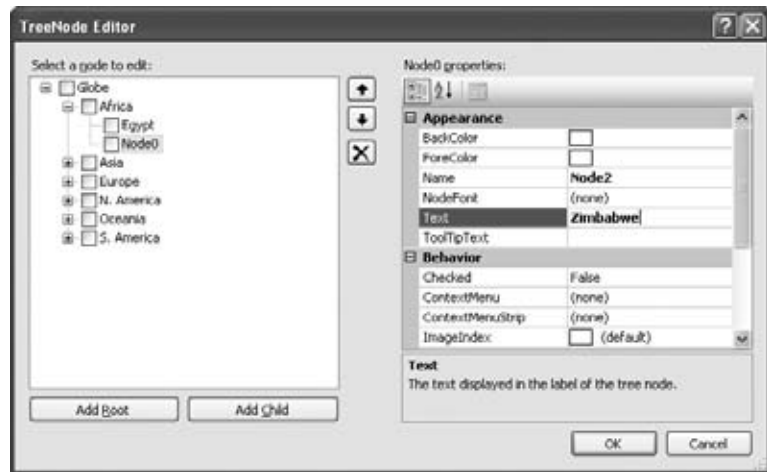 TreeNode Editor
Select a node to edit:
Globe
Africa
Egypt
Node0
Asia
Europe
N. America
Oceania
S. America
Add Root
Add Child
Node0 properties:
Appearance
BackColor
ForeColor
Name Node2
NodeFont (none)
Text Zimbabwe
ToolTipText
Behavior
Checked False
ContextMenu (none)
ContextMenuStrip (none)
ImageIndex (default)
Text
The text displayed in the label of the tree node.
OK Cancel